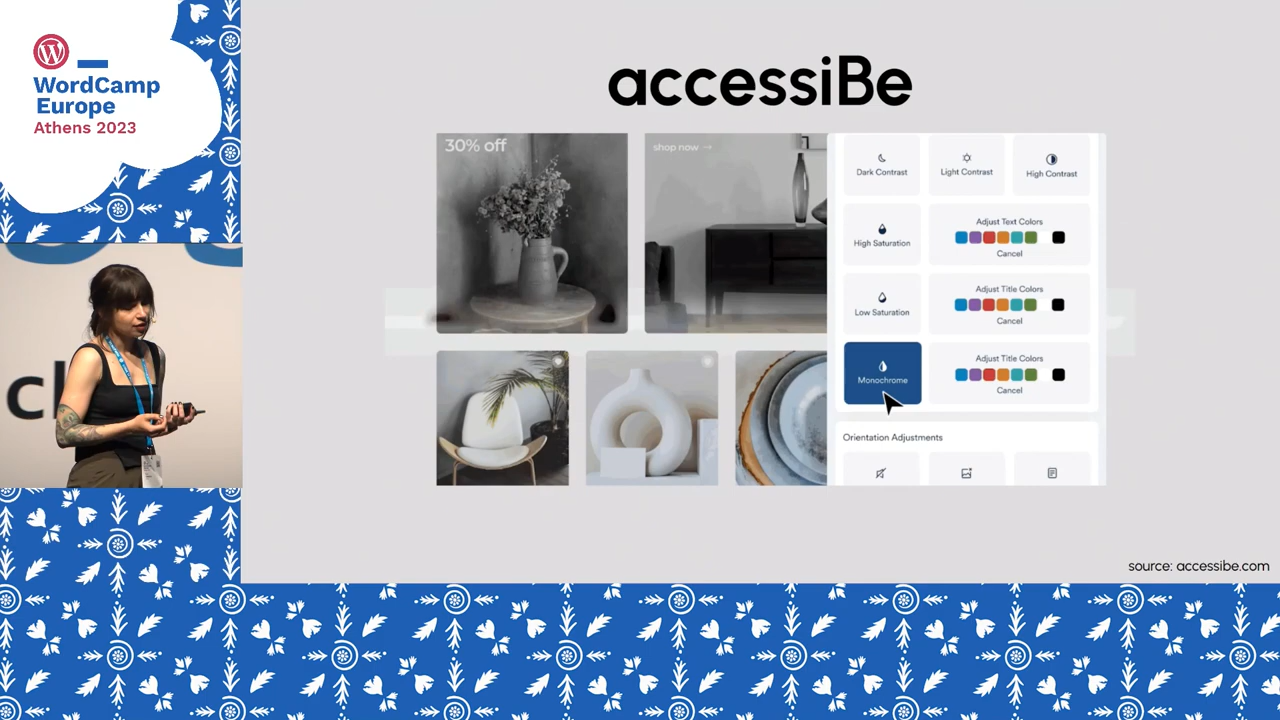 WordCamp
Europe
Athens 2023
accessiBe
30% off
shop now →
Dark Contrast
Light Contrast
High Contrast
High Saturation
Adjust Text Colors
Cancel
Low Saturation
Adjust Title Colors
Cancel
Monochrome
Adjust Title Colors
Cancel
Orientation Adjustments
source: accessibe.com